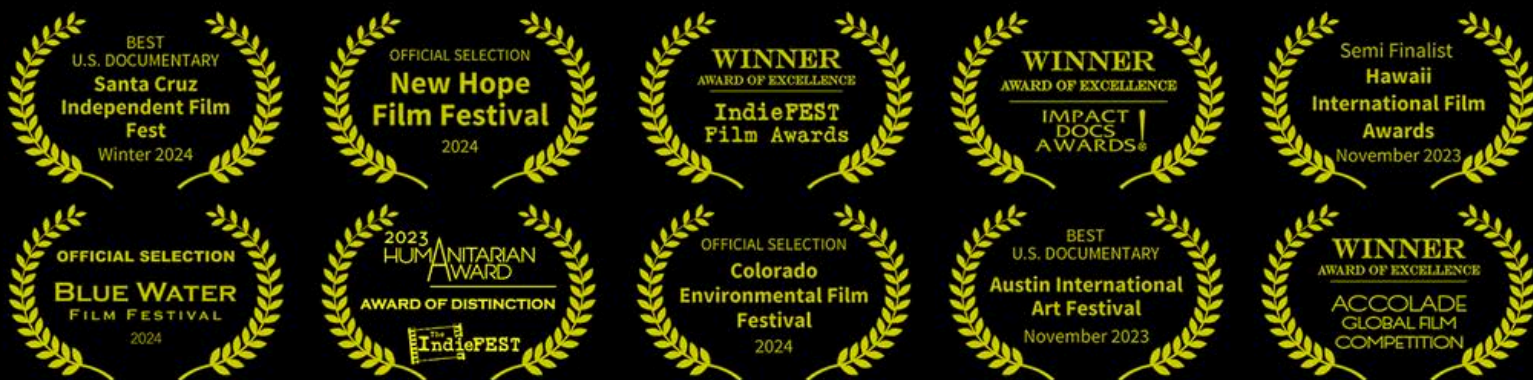 BEST
U.S. DOCUMENTARY
Santa Cruz
Independent Film
Fest
Winter 2024
OFFICIAL SELECTION
New Hope
Film Festival
2024
WINNER
AWARD OF EXCELLENCE
IndieFEST
Film Awards
WINNER
AWARD OF EXCELLENCE
IMPACT
DOCS
AWARDS!®
Semi Finalist
Hawaii
International Film
Awards
November 2023
OFFICIAL SELECTION
BLUE WATER
FILM FESTIVAL
2024
2023
HUMANITARIAN
AWARD
AWARD OF DISTINCTION
The
IndieFEST
OFFICIAL SELECTION
Colorado
Environmental Film
Festival
2024
BEST
U.S. DOCUMENTARY
Austin International
Art Festival
November 2023
WINNER
AWARD OF EXCELLENCE
ACCOLADE
GLOBAL FILM
COMPETITION